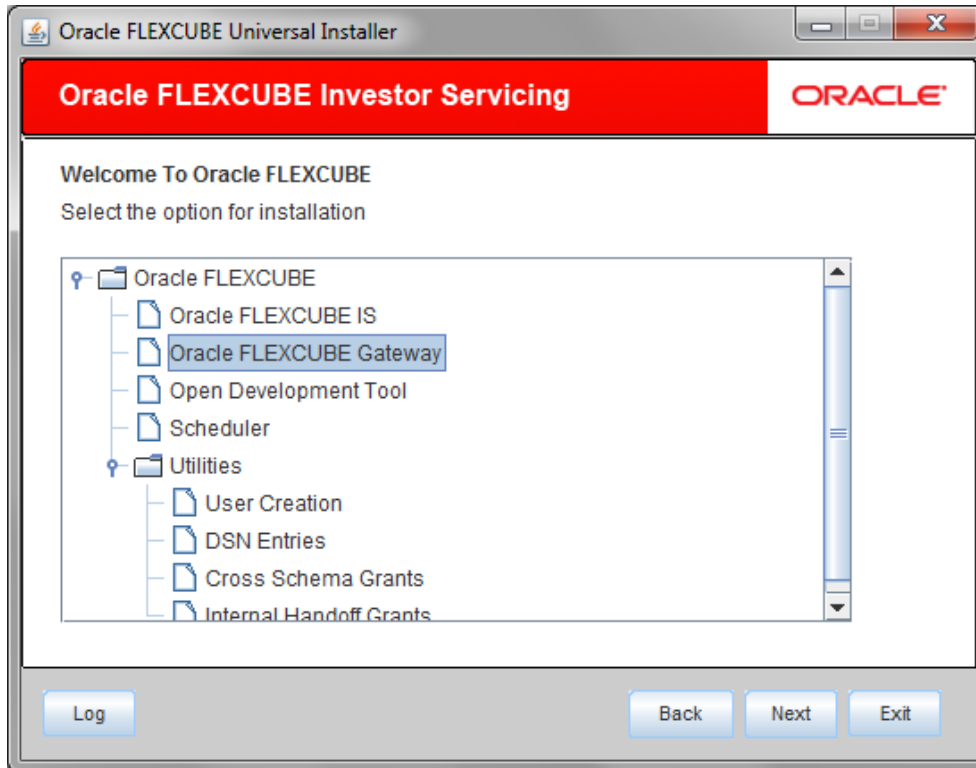 Oracle FLEXCUBE Universal Installer
Oracle FLEXCUBE Investor Servicing
ORACLE
Welcome To Oracle FLEXCUBE
Select the option for installation
Oracle FLEXCUBE
Oracle FLEXCUBE IS
Oracle FLEXCUBE Gateway
Open Development Tool
Scheduler
Utilities
User Creation
DSN Entries
Cross Schema Grants
Internal Handoff Grants
Log Back Next Exit